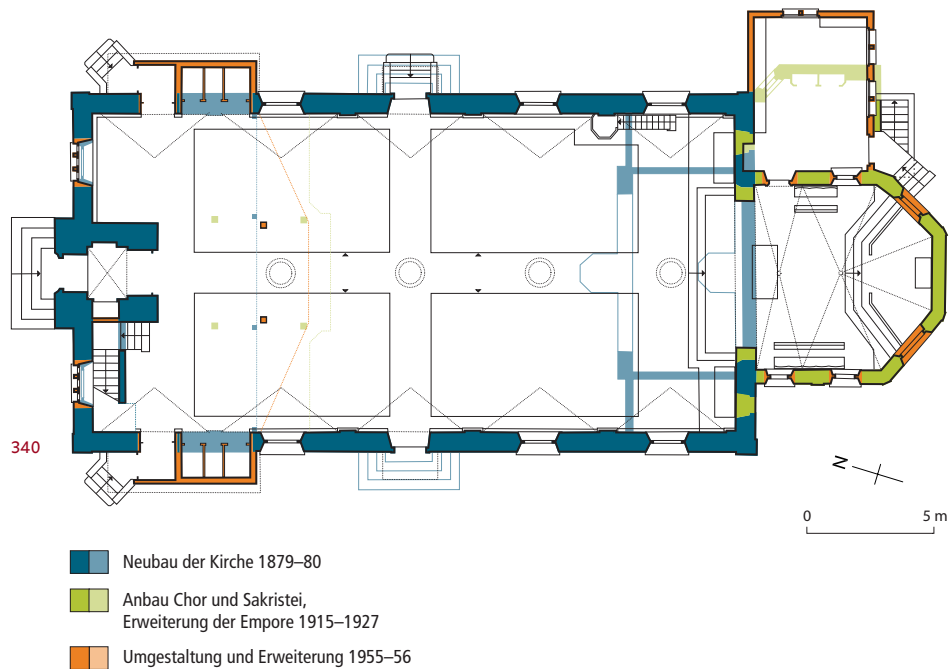 340
N
0 5 m
Neubau der Kirche 1879–80
Anbau Chor und Sakristei,
Erweiterung der Empore 1915–1927
Umgestaltung und Erweiterung 1955–56